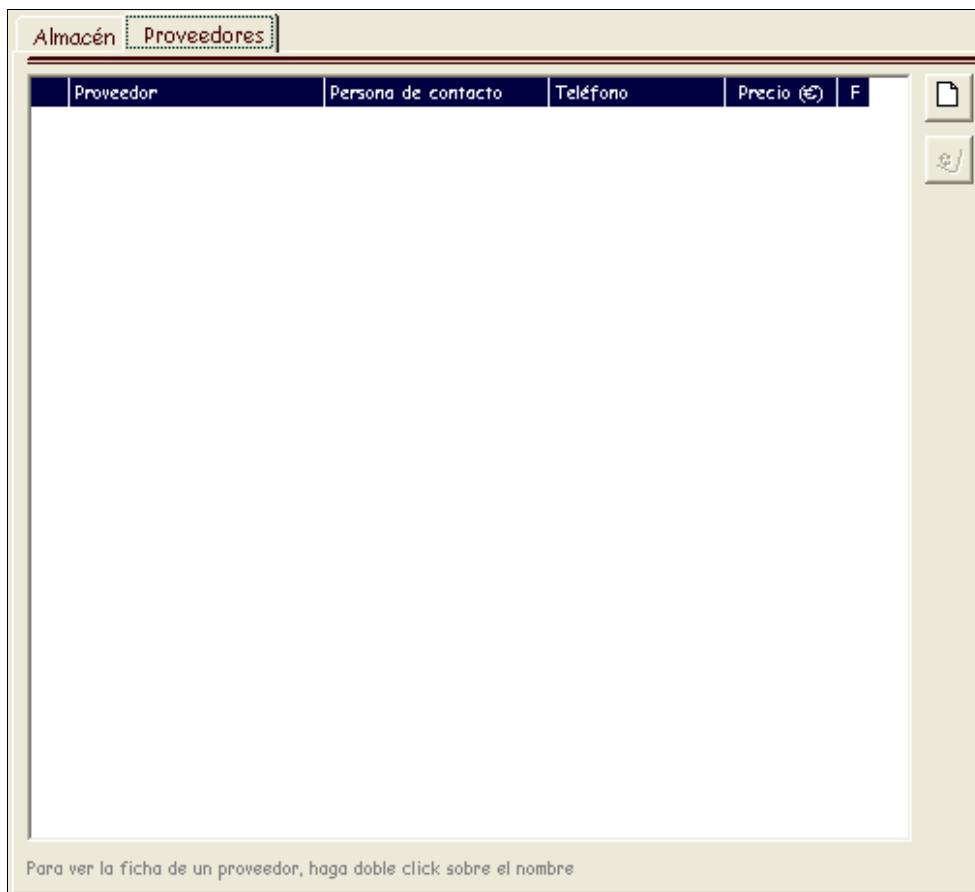 Almacén Proveedores
Proveedor Persona de contacto Teléfono Precio (€) F
Para ver la ficha de un proveedor, haga doble click sobre el nombre